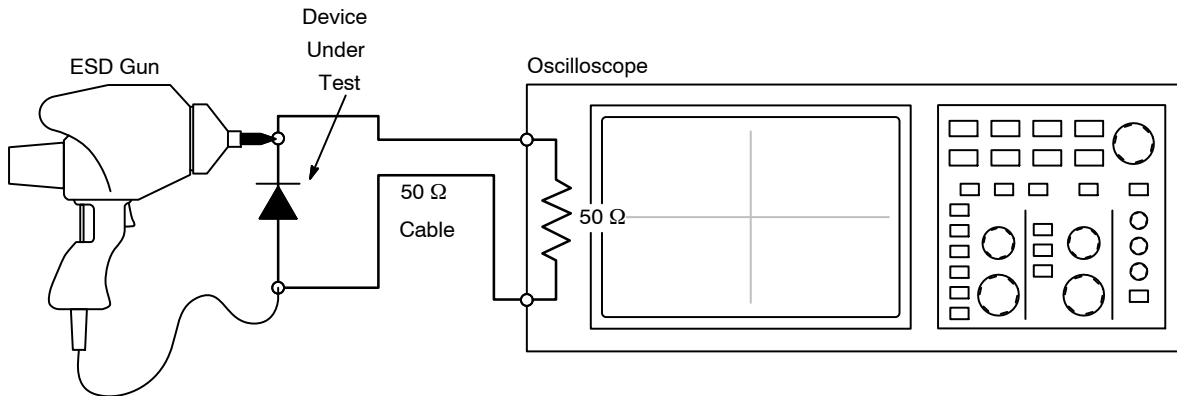 Device
Under
Test
ESD Gun
Oscilloscope
50 Ω
Cable
50 Ω